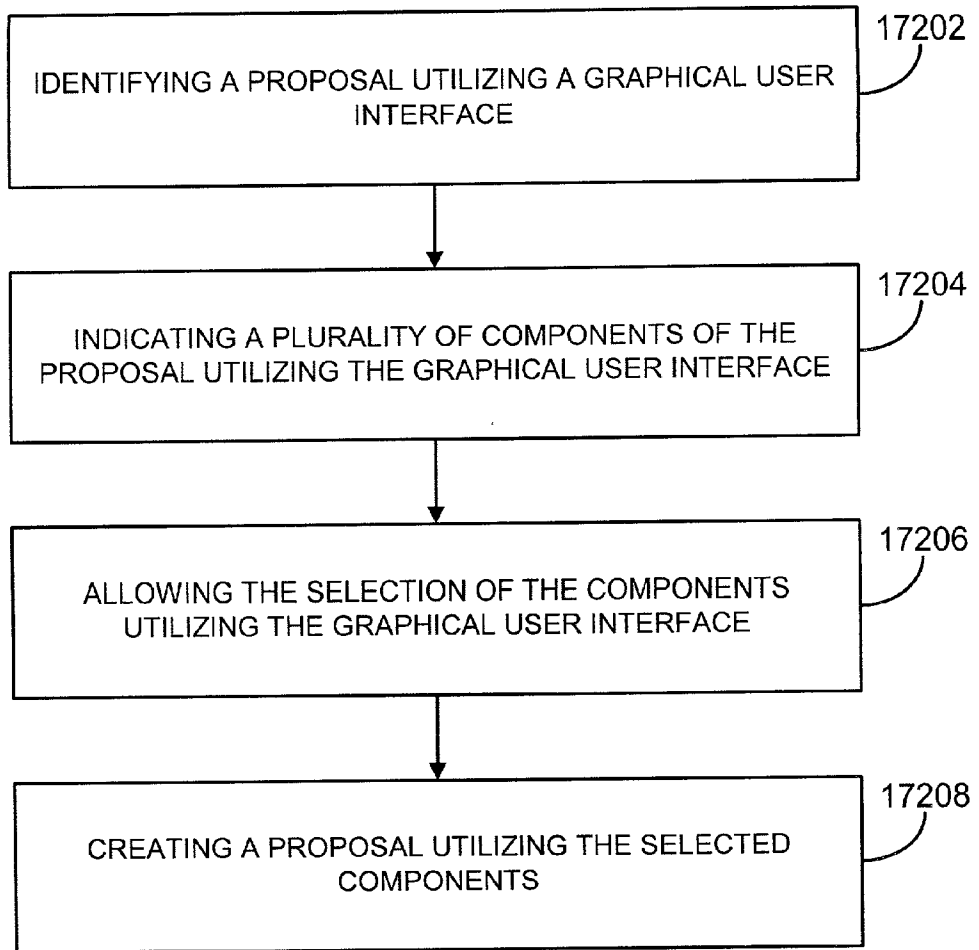 17202
IDENTIFYING A PROPOSAL UTILIZING A GRAPHICAL USER
INTERFACE
17204
INDICATING A PLURALITY OF COMPONENTS OF THE
PROPOSAL UTILIZING THE GRAPHICAL USER INTERFACE
17206
ALLOWING THE SELECTION OF THE COMPONENTS
UTILIZING THE GRAPHICAL USER INTERFACE
17208
CREATING A PROPOSAL UTILIZING THE SELECTED
COMPONENTS